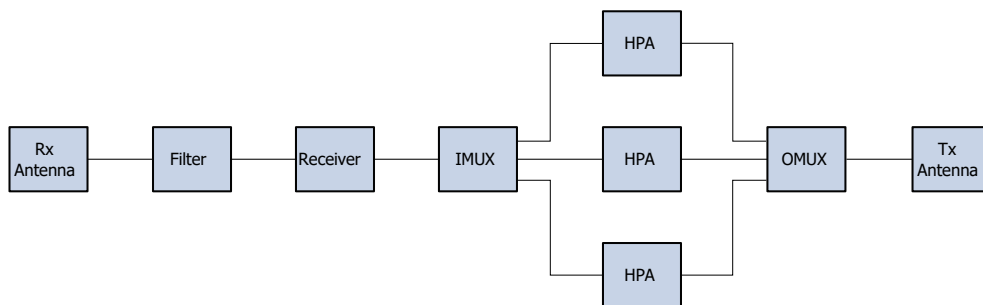 HPA
Rx
Antenna
Filter
Receiver
IMUX
HPA
OMUX
Tx
Antenna
HPA